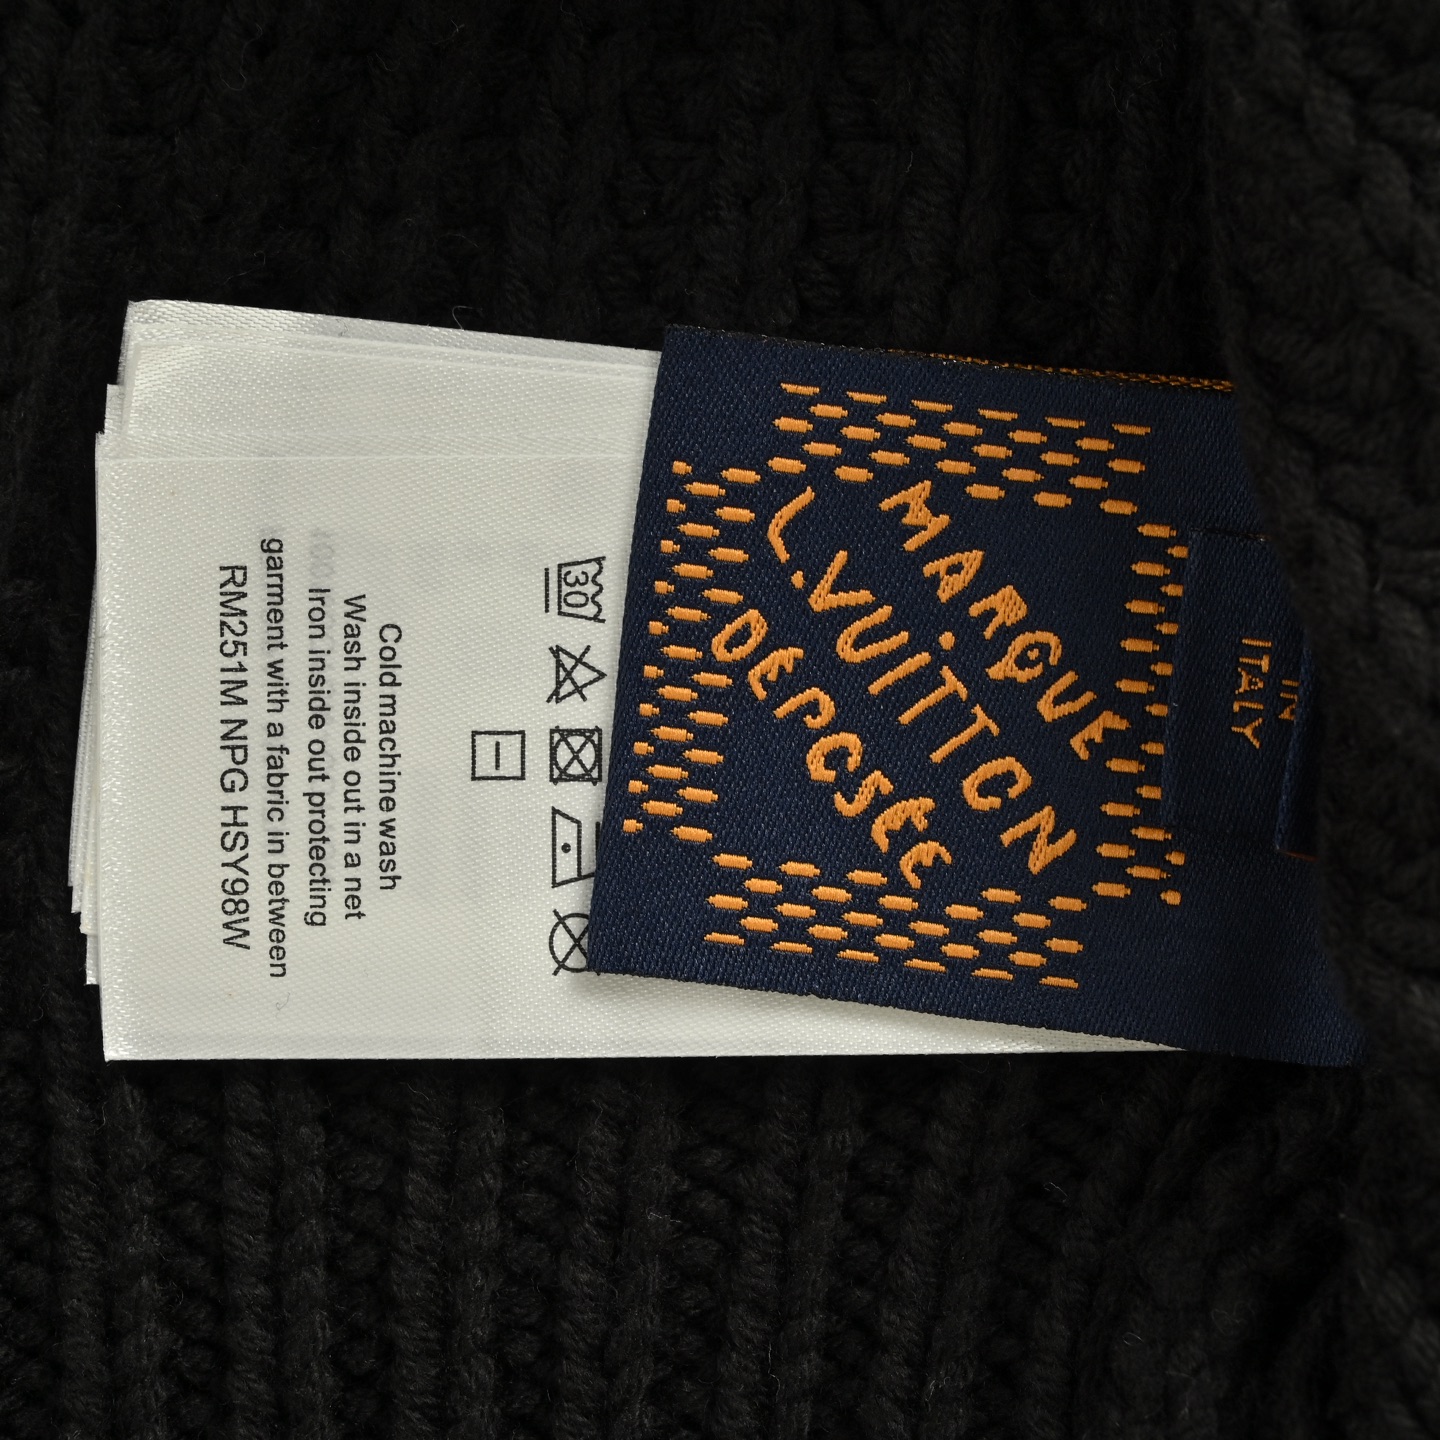 MARQUE
L.VUITTON
DEPOSEE
IN
ITALY
30
Cold machine wash
Wash inside out in a net
Iron inside out protecting
garment with a fabric in between
RM251M NPG HSY98W